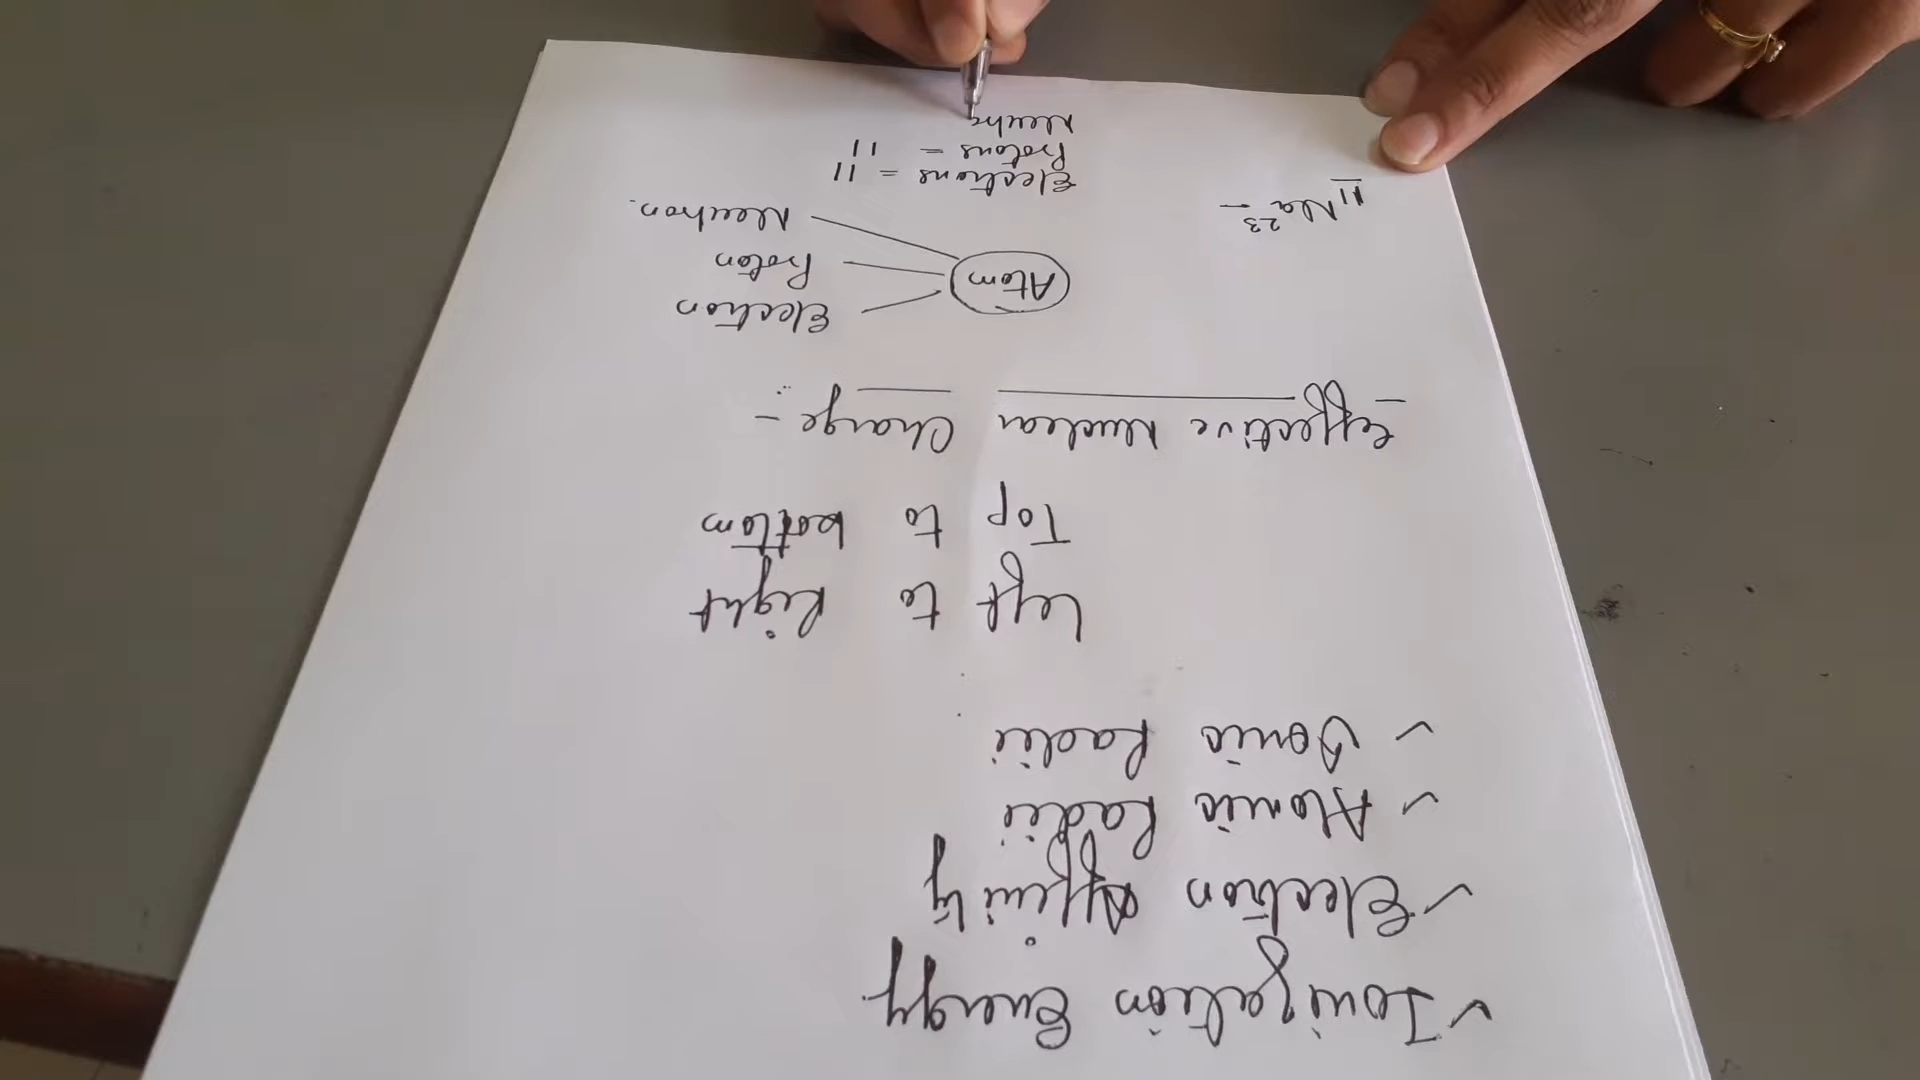 ✓ Ionization Energy.
✓ Electron Affinity
✓ Atomic Radii
✓ Ionic Radii
Left to Right
Top to bottom
Effective Nuclear Charge :-
Atom
Electron
Proton
Neutron.
11Na23 -
Electrons = 11
Protons = 11
Neutr